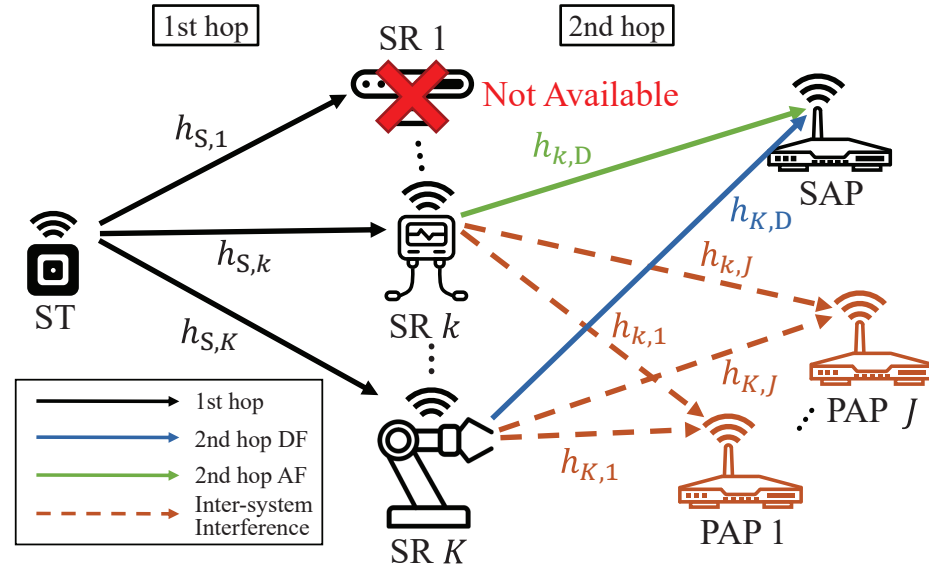 1st hop
2nd hop
SR 1
Not Available
h_{S,1}
h_{k,D}
SAP
h_{K,D}
h_{S,k}
ST
SR k
h_{k,J}
h_{S,K}
h_{k,1}
h_{K,J}
PAP J
h_{K,1}
PAP 1
SR K
1st hop
2nd hop DF
2nd hop AF
Inter-system
Interference